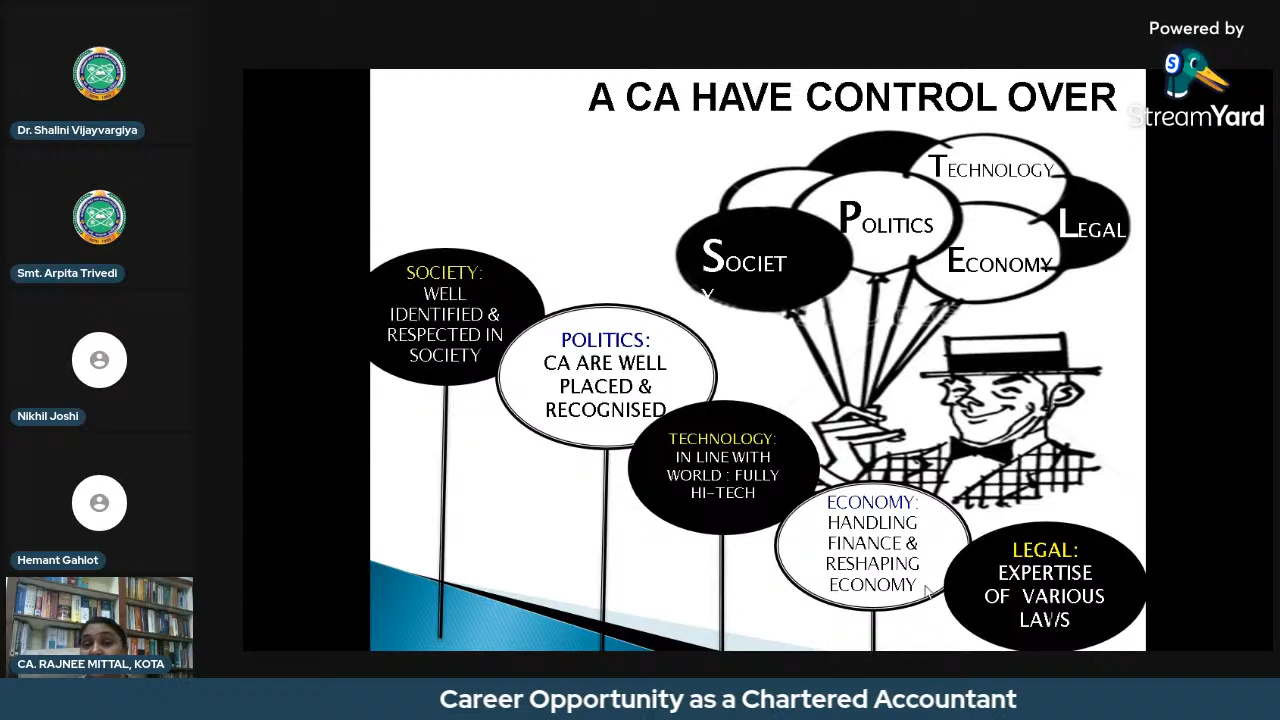 Powered by
StreamYard
Dr. Shalini Vijayvargiya
Smt. Arpita Trivedi
Nikhil Joshi
Hemant Gahlot
CA. RAJNEE MITTAL, KOTA
A CA HAVE CONTROL OVER
TECHNOLOGY
POLITICS
LEGAL
SOCIET
Y
ECONOMY
SOCIETY:
WELL
IDENTIFIED &
RESPECTED IN
SOCIETY
POLITICS:
CA ARE WELL
PLACED &
RECOGNISED
TECHNOLOGY:
IN LINE WITH
WORLD : FULLY
HI-TECH
ECONOMY:
HANDLING
FINANCE &
RESHAPING
ECONOMY
LEGAL:
EXPERTISE
OF VARIOUS
LAWS
Career Opportunity as a Chartered Accountant